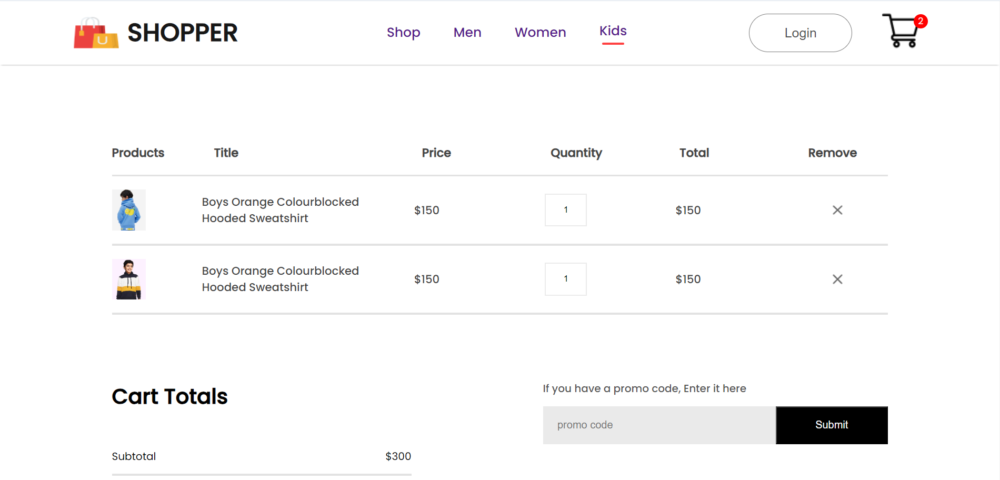 SHOPPER
Shop Men Women Kids
Login
2
Products Title Price Quantity Total Remove
Boys Orange Colourblocked
Hooded Sweatshirt
$150 1 $150
Boys Orange Colourblocked
Hooded Sweatshirt
$150 1 $150
Cart Totals
If you have a promo code, Enter it here
promo code Submit
Subtotal $300